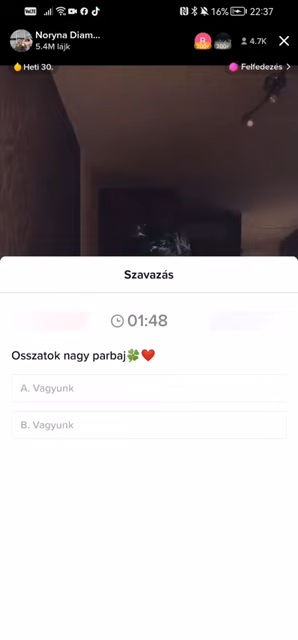 16% 22:37
Noryna Diam...
5.4M lájk
4.7K
Heti 30.
Felfedezés >
Szavazás
01:48
Osszatok nagy parbaj🍀❤️
A. Vagyunk
B. Vagyunk